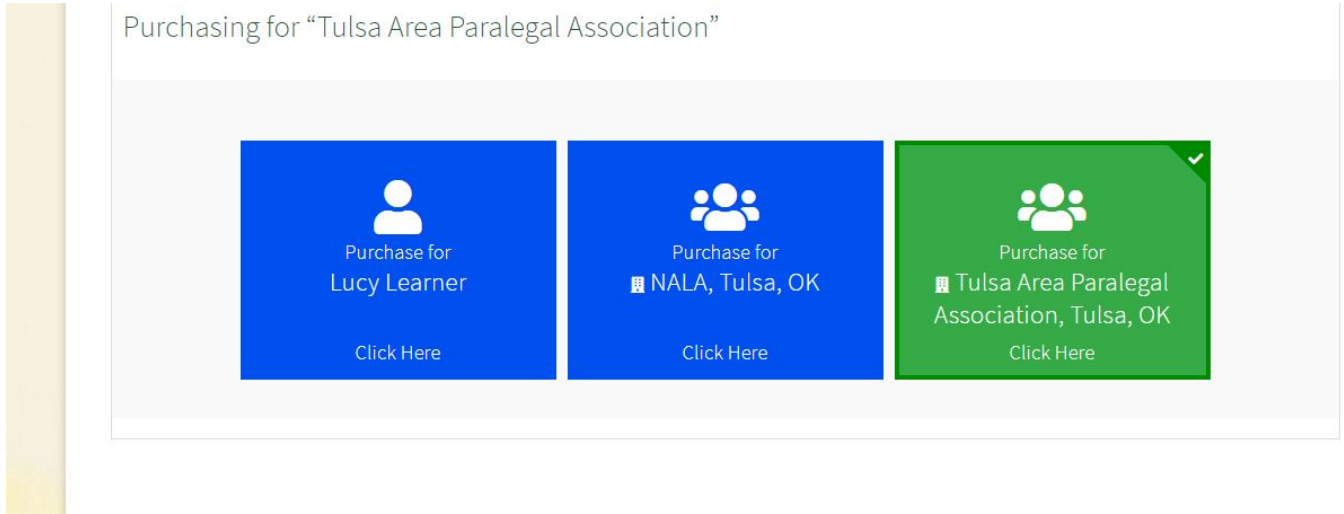 Purchasing for “Tulsa Area Paralegal Association”
Purchase for
Lucy Learner
Click Here
Purchase for
NALA, Tulsa, OK
Click Here
Purchase for
Tulsa Area Paralegal
Association, Tulsa, OK
Click Here